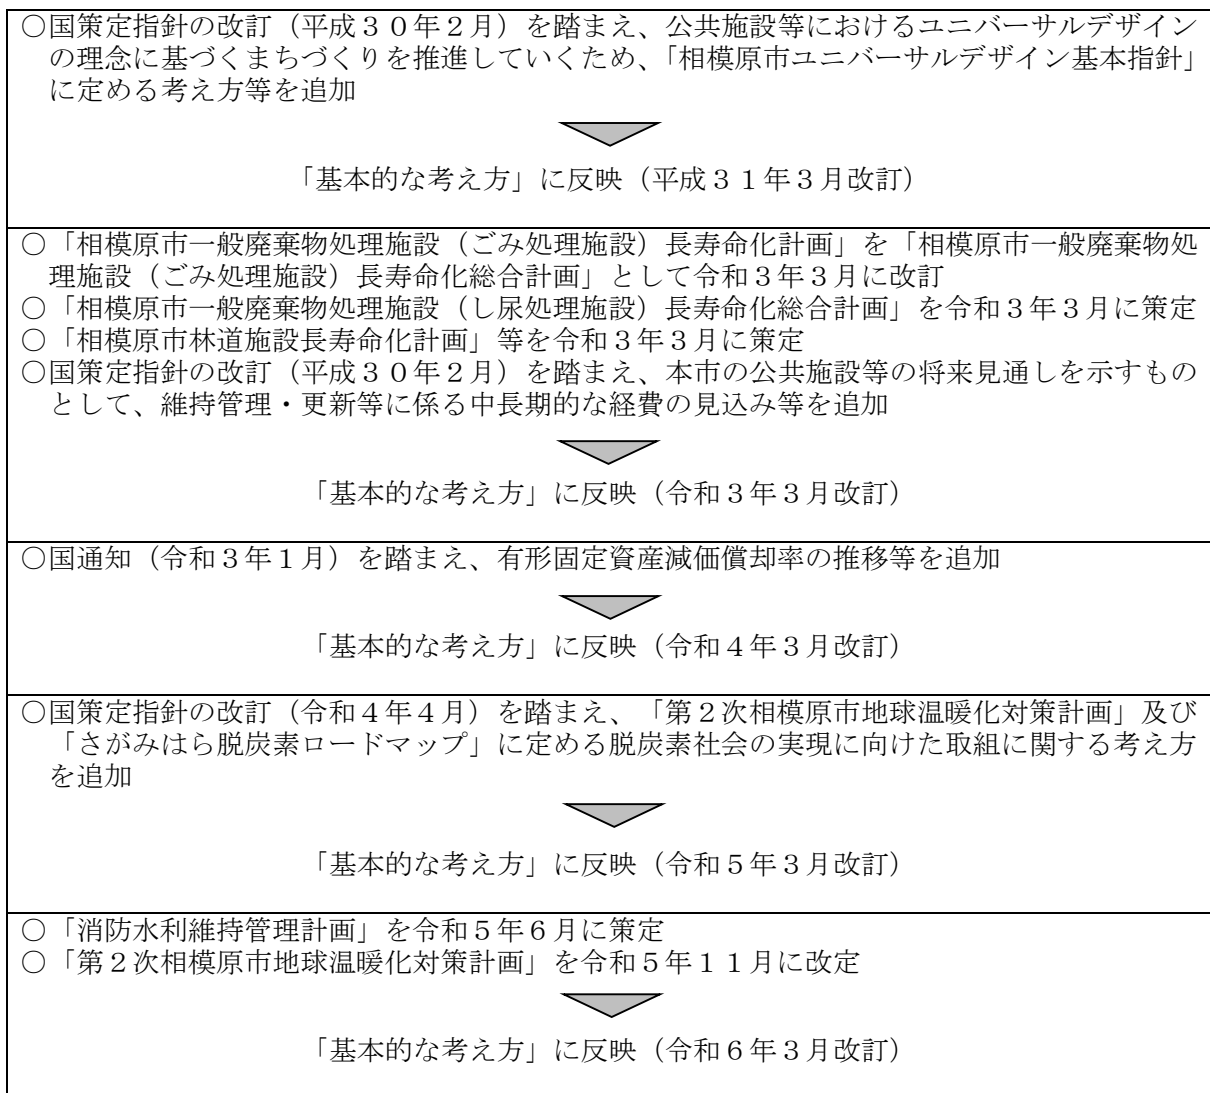 ○国策定指針の改訂（平成３０年２月）を踏まえ、公共施設等におけるユニバーサルデザイン
の理念に基づくまちづくりを推進していくため、「相模原市ユニバーサルデザイン基本指針」
に定める考え方等を追加
「基本的な考え方」に反映（平成３１年３月改訂）
○「相模原市一般廃棄物処理施設（ごみ処理施設）長寿命化計画」を「相模原市一般廃棄物処
理施設（ごみ処理施設）長寿命化総合計画」として令和３年３月に改訂
○「相模原市一般廃棄物処理施設（し尿処理施設）長寿命化総合計画」を令和３年３月に策定
○「相模原市林道施設長寿命化計画」等を令和３年３月に策定
○国策定指針の改訂（平成３０年２月）を踏まえ、本市の公共施設等の将来見通しを示すもの
として、維持管理・更新等に係る中長期的な経費の見込み等を追加
「基本的な考え方」に反映（令和３年３月改訂）
○国通知（令和３年１月）を踏まえ、有形固定資産減価償却率の推移等を追加
「基本的な考え方」に反映（令和４年３月改訂）
○国策定指針の改訂（令和４年４月）を踏まえ、「第２次相模原市地球温暖化対策計画」及び
「さがみはら脱炭素ロードマップ」に定める脱炭素社会の実現に向けた取組に関する考え方
を追加
「基本的な考え方」に反映（令和５年３月改訂）
○「消防水利維持管理計画」を令和５年６月に策定
○「第２次相模原市地球温暖化対策計画」を令和５年１１月に改定
「基本的な考え方」に反映（令和６年３月改訂）